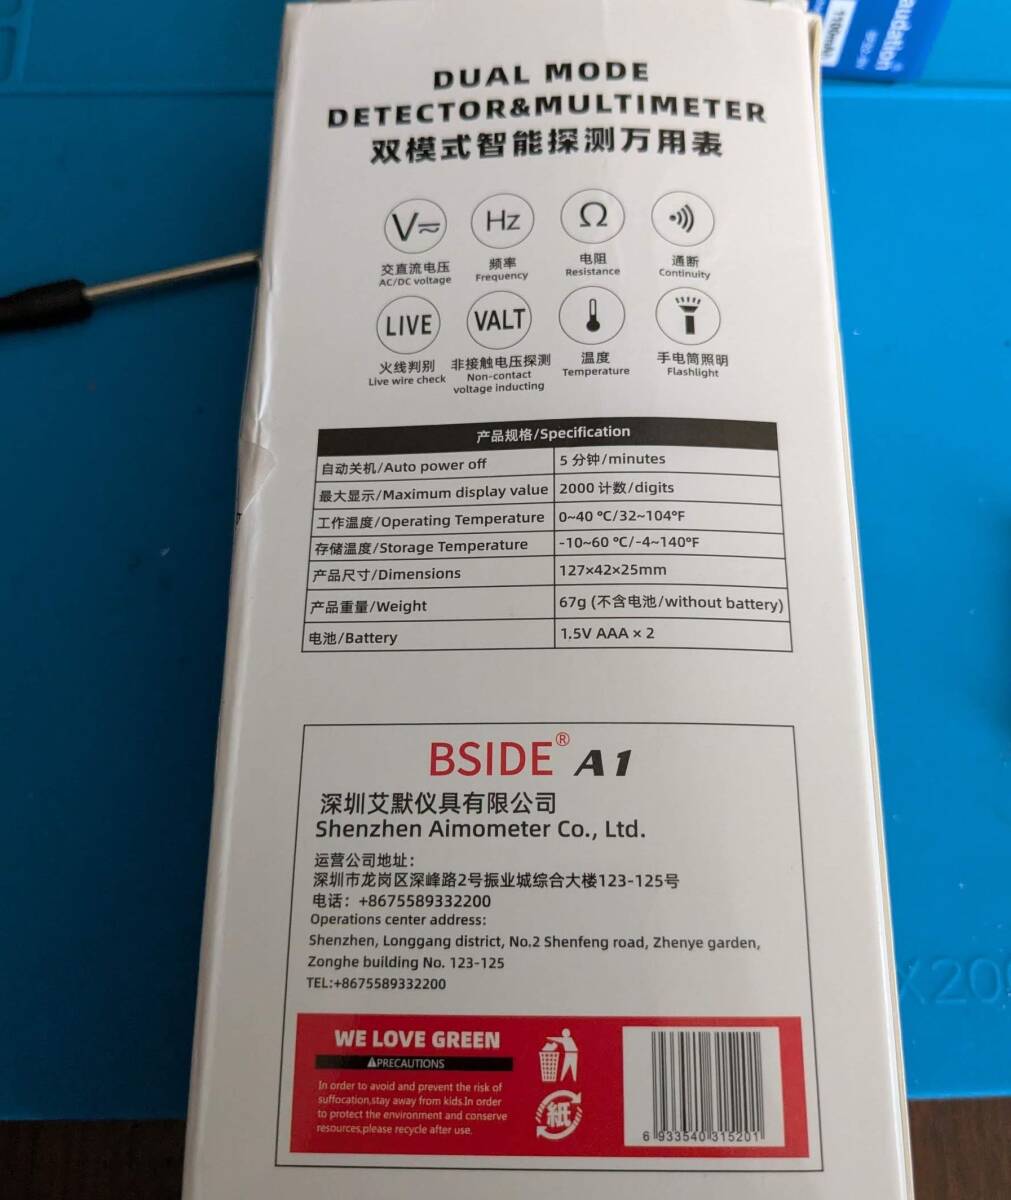 audation
1100mAh
DUAL MODE
DETECTOR&MULTIMETER
双模式智能探测万用表
V Hz Ω
交直流电压 频率 电阻 通断
AC/DC voltage Frequency Resistance Continuity
LIVE VALT
火线判别 非接触电压探测 温度 手电筒照明
Live wire check Non-contact voltage inducting Temperature Flashlight
产品规格/Specification
自动关机/Auto power off 5 分钟/minutes
最大显示/Maximum display value 2000 计数/digits
工作温度/Operating Temperature 0~40 ℃/32~104℉
存储温度/Storage Temperature -10~60 ℃/-4~140℉
产品尺寸/Dimensions 127×42×25mm
产品重量/Weight 67g (不含电池/without battery)
电池/Battery 1.5V AAA × 2
BSIDE® A1
深圳艾默仪具有限公司
Shenzhen Aimometer Co., Ltd.
运营公司地址：
深圳市龙岗区深峰路2号振业城综合大楼123-125号
电话：+8675589332200
Operations center address:
Shenzhen, Longgang district, No.2 Shenfeng road, Zhenye garden,
Zonghe building No. 123-125
TEL:+8675589332200
WE LOVE GREEN
PRECAUTIONS
In order to avoid and prevent the risk of
suffocation,stay away from kids.In order
to protect the environment and conserve
resources,please recycle after use.
紙
6 933540 315201
X200